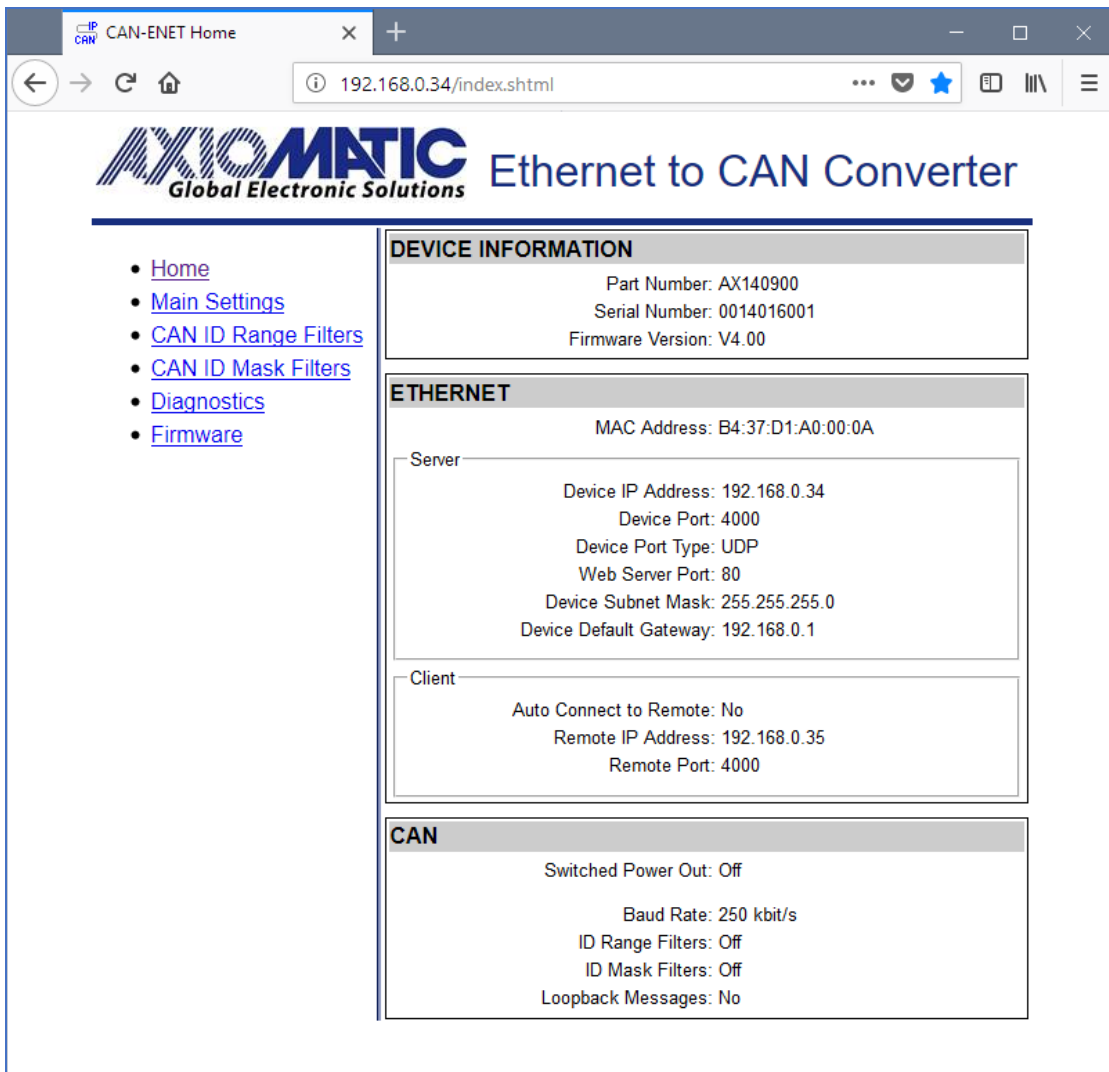 IP
CAN
CAN-ENET Home
192.168.0.34/index.shtml
AXIOMATIC
Global Electronic Solutions
Ethernet to CAN Converter
Home
Main Settings
CAN ID Range Filters
CAN ID Mask Filters
Diagnostics
Firmware
DEVICE INFORMATION
Part Number: AX140900
Serial Number: 0014016001
Firmware Version: V4.00
ETHERNET
MAC Address: B4:37:D1:A0:00:0A
Server
Device IP Address: 192.168.0.34
Device Port: 4000
Device Port Type: UDP
Web Server Port: 80
Device Subnet Mask: 255.255.255.0
Device Default Gateway: 192.168.0.1
Client
Auto Connect to Remote: No
Remote IP Address: 192.168.0.35
Remote Port: 4000
CAN
Switched Power Out: Off
Baud Rate: 250 kbit/s
ID Range Filters: Off
ID Mask Filters: Off
Loopback Messages: No